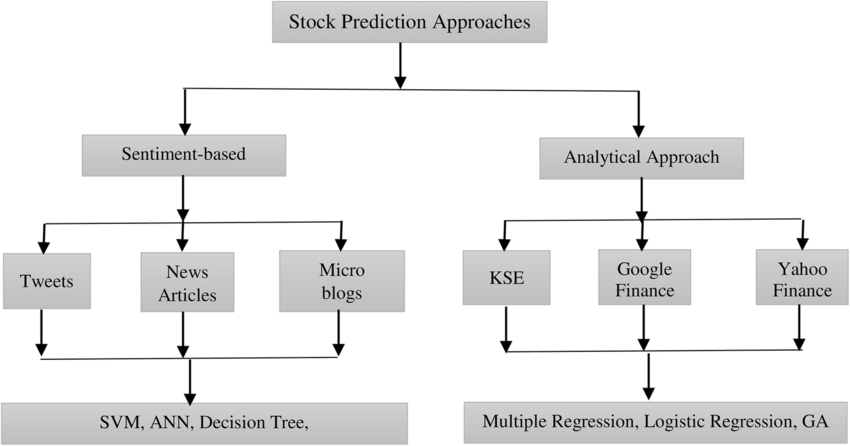 Stock Prediction Approaches
Sentiment-based
Analytical Approach
Tweets
News
Articles
Micro
blogs
KSE
Google
Finance
Yahoo
Finance
SVM, ANN, Decision Tree,
Multiple Regression, Logistic Regression, GA